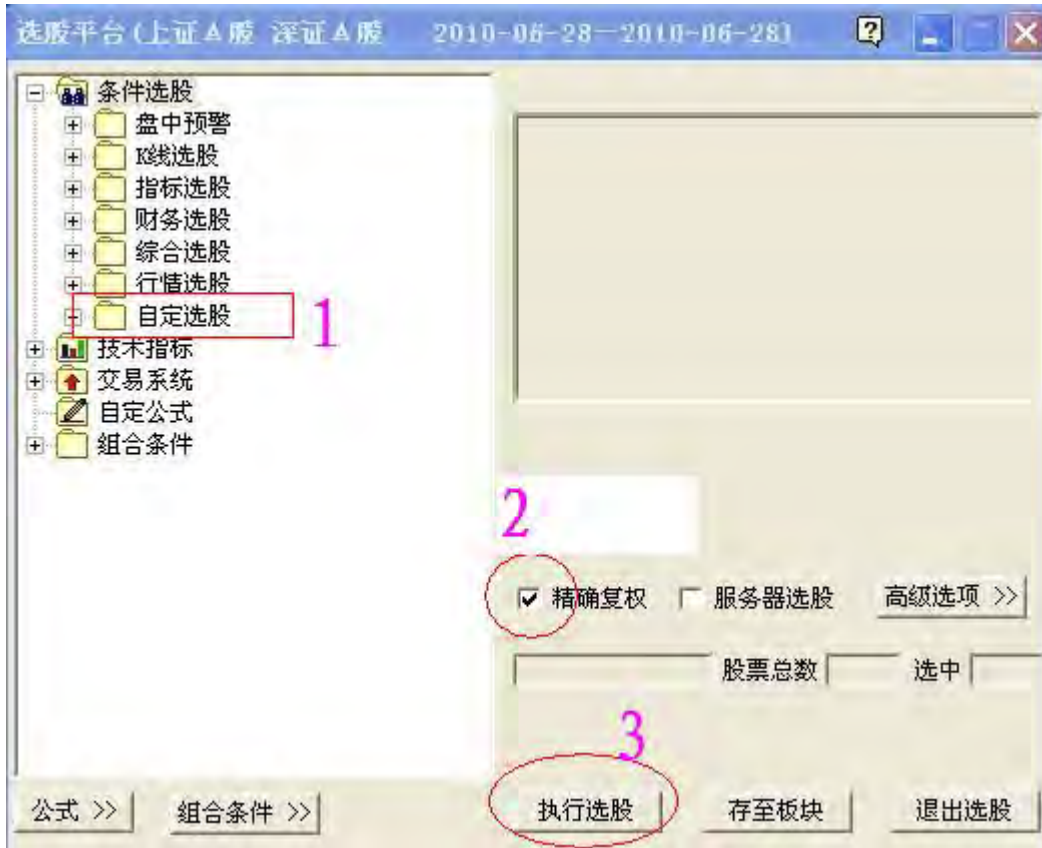 选股平台(上证A股 深证A股 2010-06-28—2010-06-28)
条件选股
盘中预警
K线选股
指标选股
财务选股
综合选股
行情选股
自定选股
1
技术指标
交易系统
自定公式
组合条件
2
精确复权 服务器选股 高级选项 >>
股票总数 选中
3
公式 >> 组合条件 >> 执行选股 存至板块 退出选股